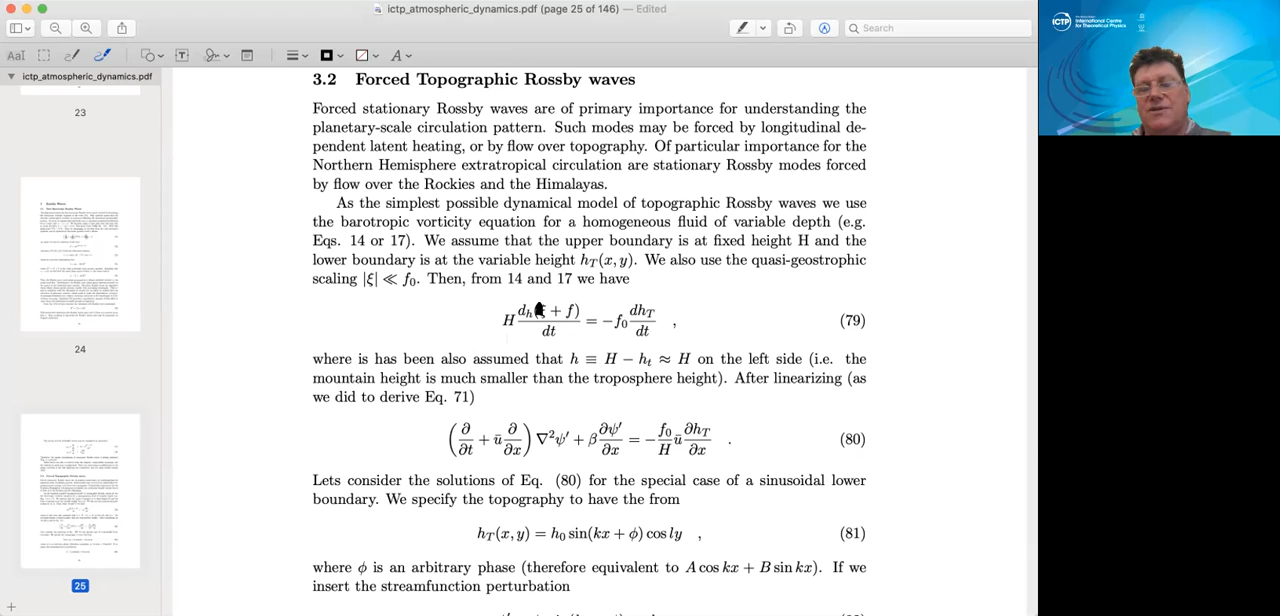 ictp_atmospheric_dynamics.pdf (page 25 of 146) — Edited
Search
ictp_atmospheric_dynamics.pdf
23
24
25
3.2 Forced Topographic Rossby waves
Forced stationary Rossby waves are of primary importance for understanding the
planetary-scale circulation pattern. Such modes may be forced by longitudinal de-
pendent latent heating, or by flow over topography. Of particular importance for the
Northern Hemisphere extratropical circulation are stationary Rossby modes forced
by flow over the Rockies and the Himalayas.
As the simplest possible dynamical model of topographic Rossby waves we use
the barotropic vorticity equation for a homogeneous fluid of variable depth (e.g.
Eqs. 14 or 17). We assume that the upper boundary is at fixed height H and the
lower boundary is at the variable height h_T(x, y). We also use the quasi-geostrophic
scaling |ξ| ≪ f₀. Then, from 14 and 17 we have
H d_h(ξ + f)/dt = −f₀ dh_T/dt , (79)
where is has been also assumed that h ≡ H − h_t ≈ H on the left side (i.e. the
mountain height is much smaller than the troposphere height). After linearizing (as
we did to derive Eq. 71)
(∂/∂t + ū ∂/∂x) ∇²ψ′ + β ∂ψ′/∂x = −f₀/H ū ∂h_T/∂x . (80)
Lets consider the solutions of Eq. (80) for the special case of a sinusoidal lower
boundary. We specify the topography to have the from
h_T(x, y) = h₀ sin(kx + ϕ) cos ly , (81)
where ϕ is an arbitrary phase (therefore equivalent to A cos kx + B sin kx). If we
insert the streamfunction perturbation
ICTP
International Centre
for Theoretical Physics